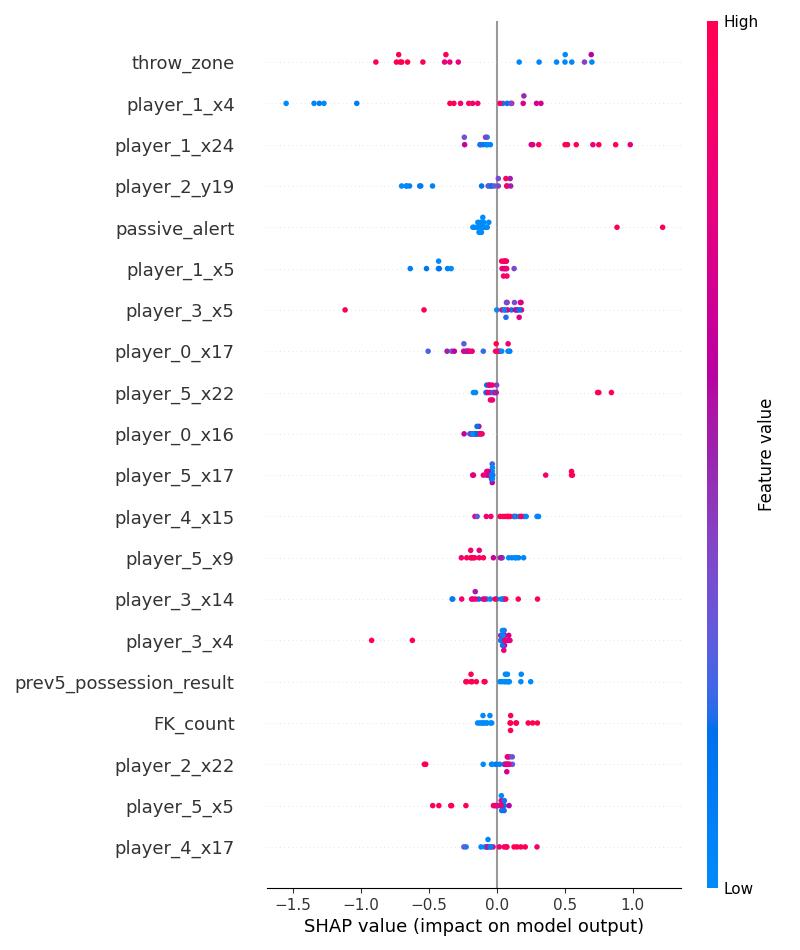 High
throw_zone
player_1_x4
player_1_x24
player_2_y19
passive_alert
player_1_x5
player_3_x5
player_0_x17
player_5_x22
player_0_x16
player_5_x17
player_4_x15
player_5_x9
player_3_x14
player_3_x4
prev5_possession_result
FK_count
player_2_x22
player_5_x5
player_4_x17
Feature value
Low
−1.5 −1.0 −0.5 0.0 0.5 1.0
SHAP value (impact on model output)